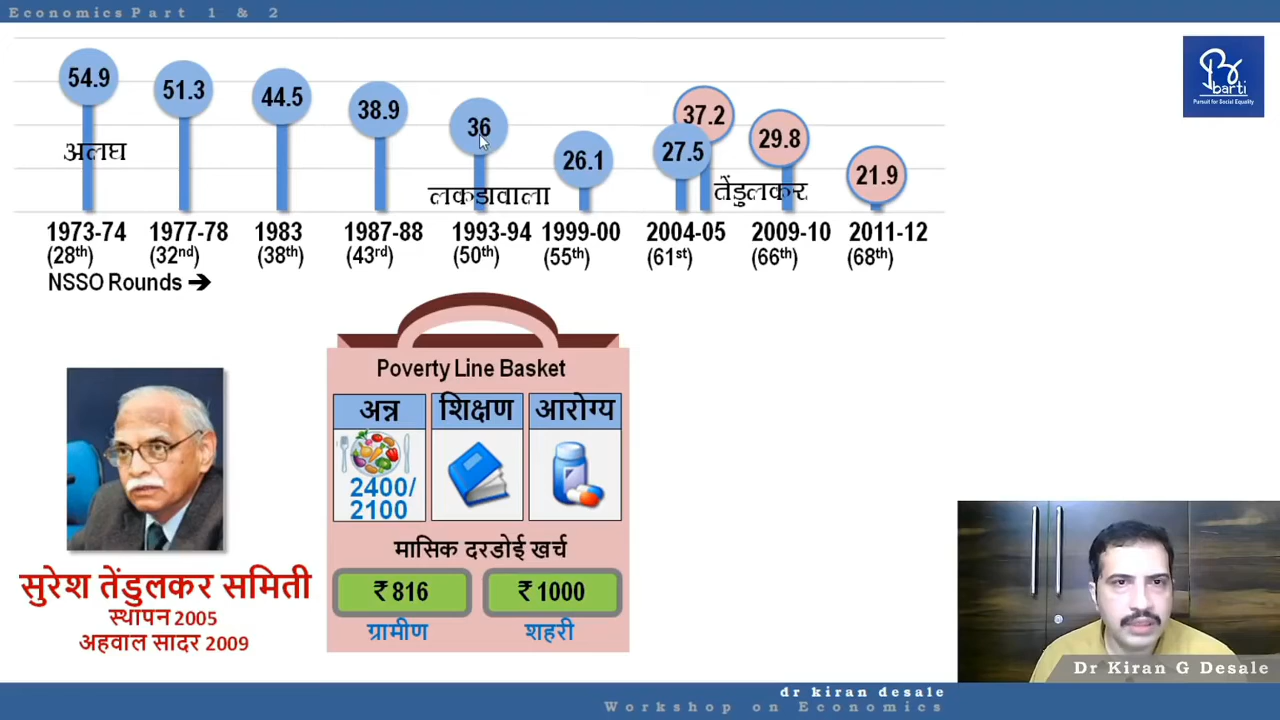 Economics Part 1 & 2
54.9
51.3
44.5
38.9
36
26.1
27.5
37.2
29.8
21.9
अलघ
लकडावाला
तेंडुलकर
1973-74 1977-78 1983 1987-88 1993-94 1999-00 2004-05 2009-10 2011-12
(28th) (32nd) (38th) (43rd) (50th) (55th) (61st) (66th) (68th)
NSSO Rounds ➔
barti
Pursuit for Social Equality
Poverty Line Basket
अन्न शिक्षण आरोग्य
2400/
2100
मासिक दरडोई खर्च
₹ 816 ₹ 1000
ग्रामीण शहरी
सुरेश तेंडुलकर समिती
स्थापन 2005
अहवाल सादर 2009
Dr Kiran G Desale
dr kiran desale
Workshop on Economics